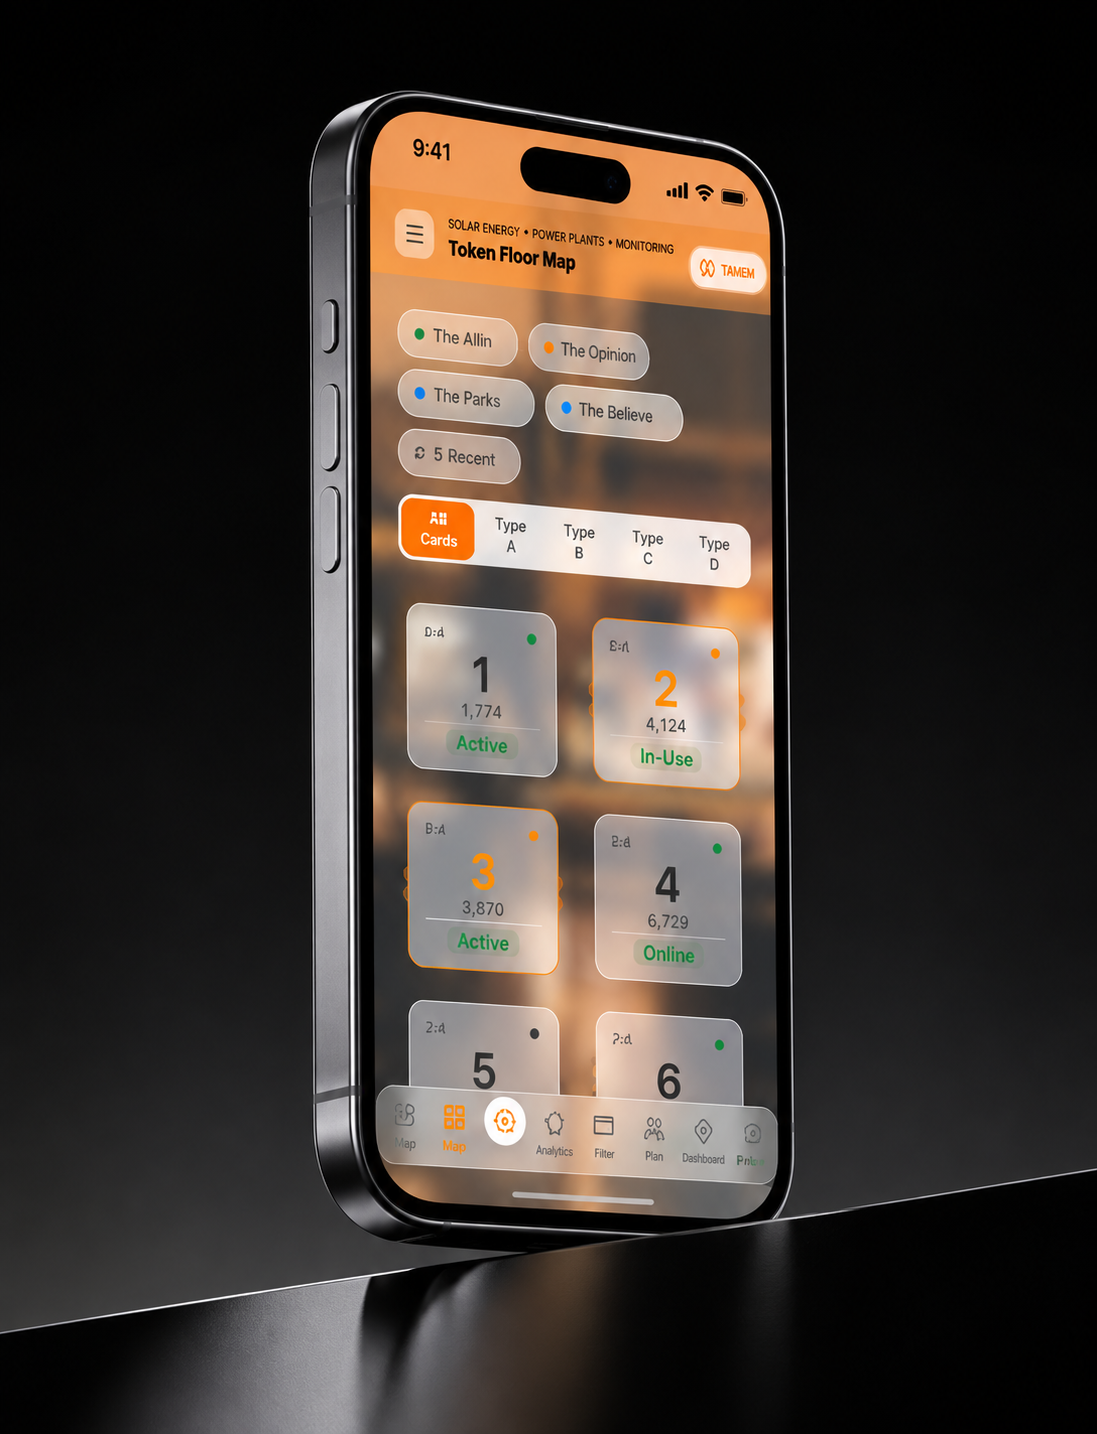 9:41
SOLAR ENERGY • POWER PLANTS • MONITORING
Token Floor Map
TAMEM
The Allin
The Opinion
The Parks
The Believe
5 Recent
All Cards
Type A
Type B
Type C
Type D
1
1,774
Active
2
4,124
In-Use
3
3,870
Active
4
6,729
Online
5
6
Map
Map
Analytics
Filter
Plan
Dashboard